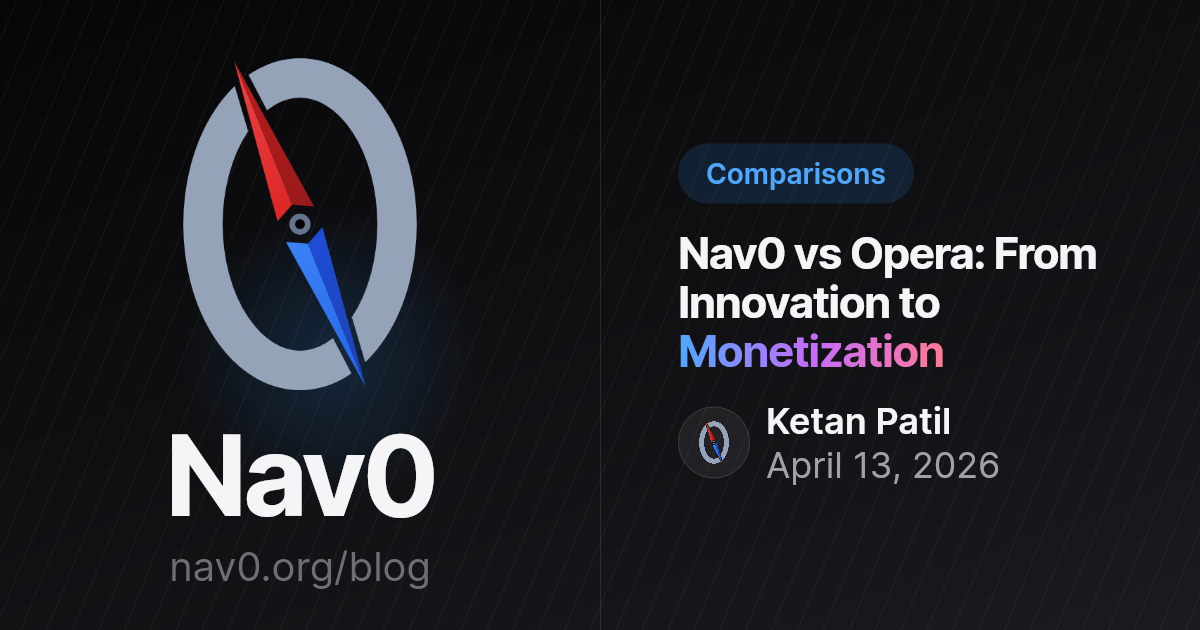 Nav0
nav0.org/blog
Comparisons
Nav0 vs Opera: From
Innovation to
Monetization
Ketan Patil
April 13, 2026